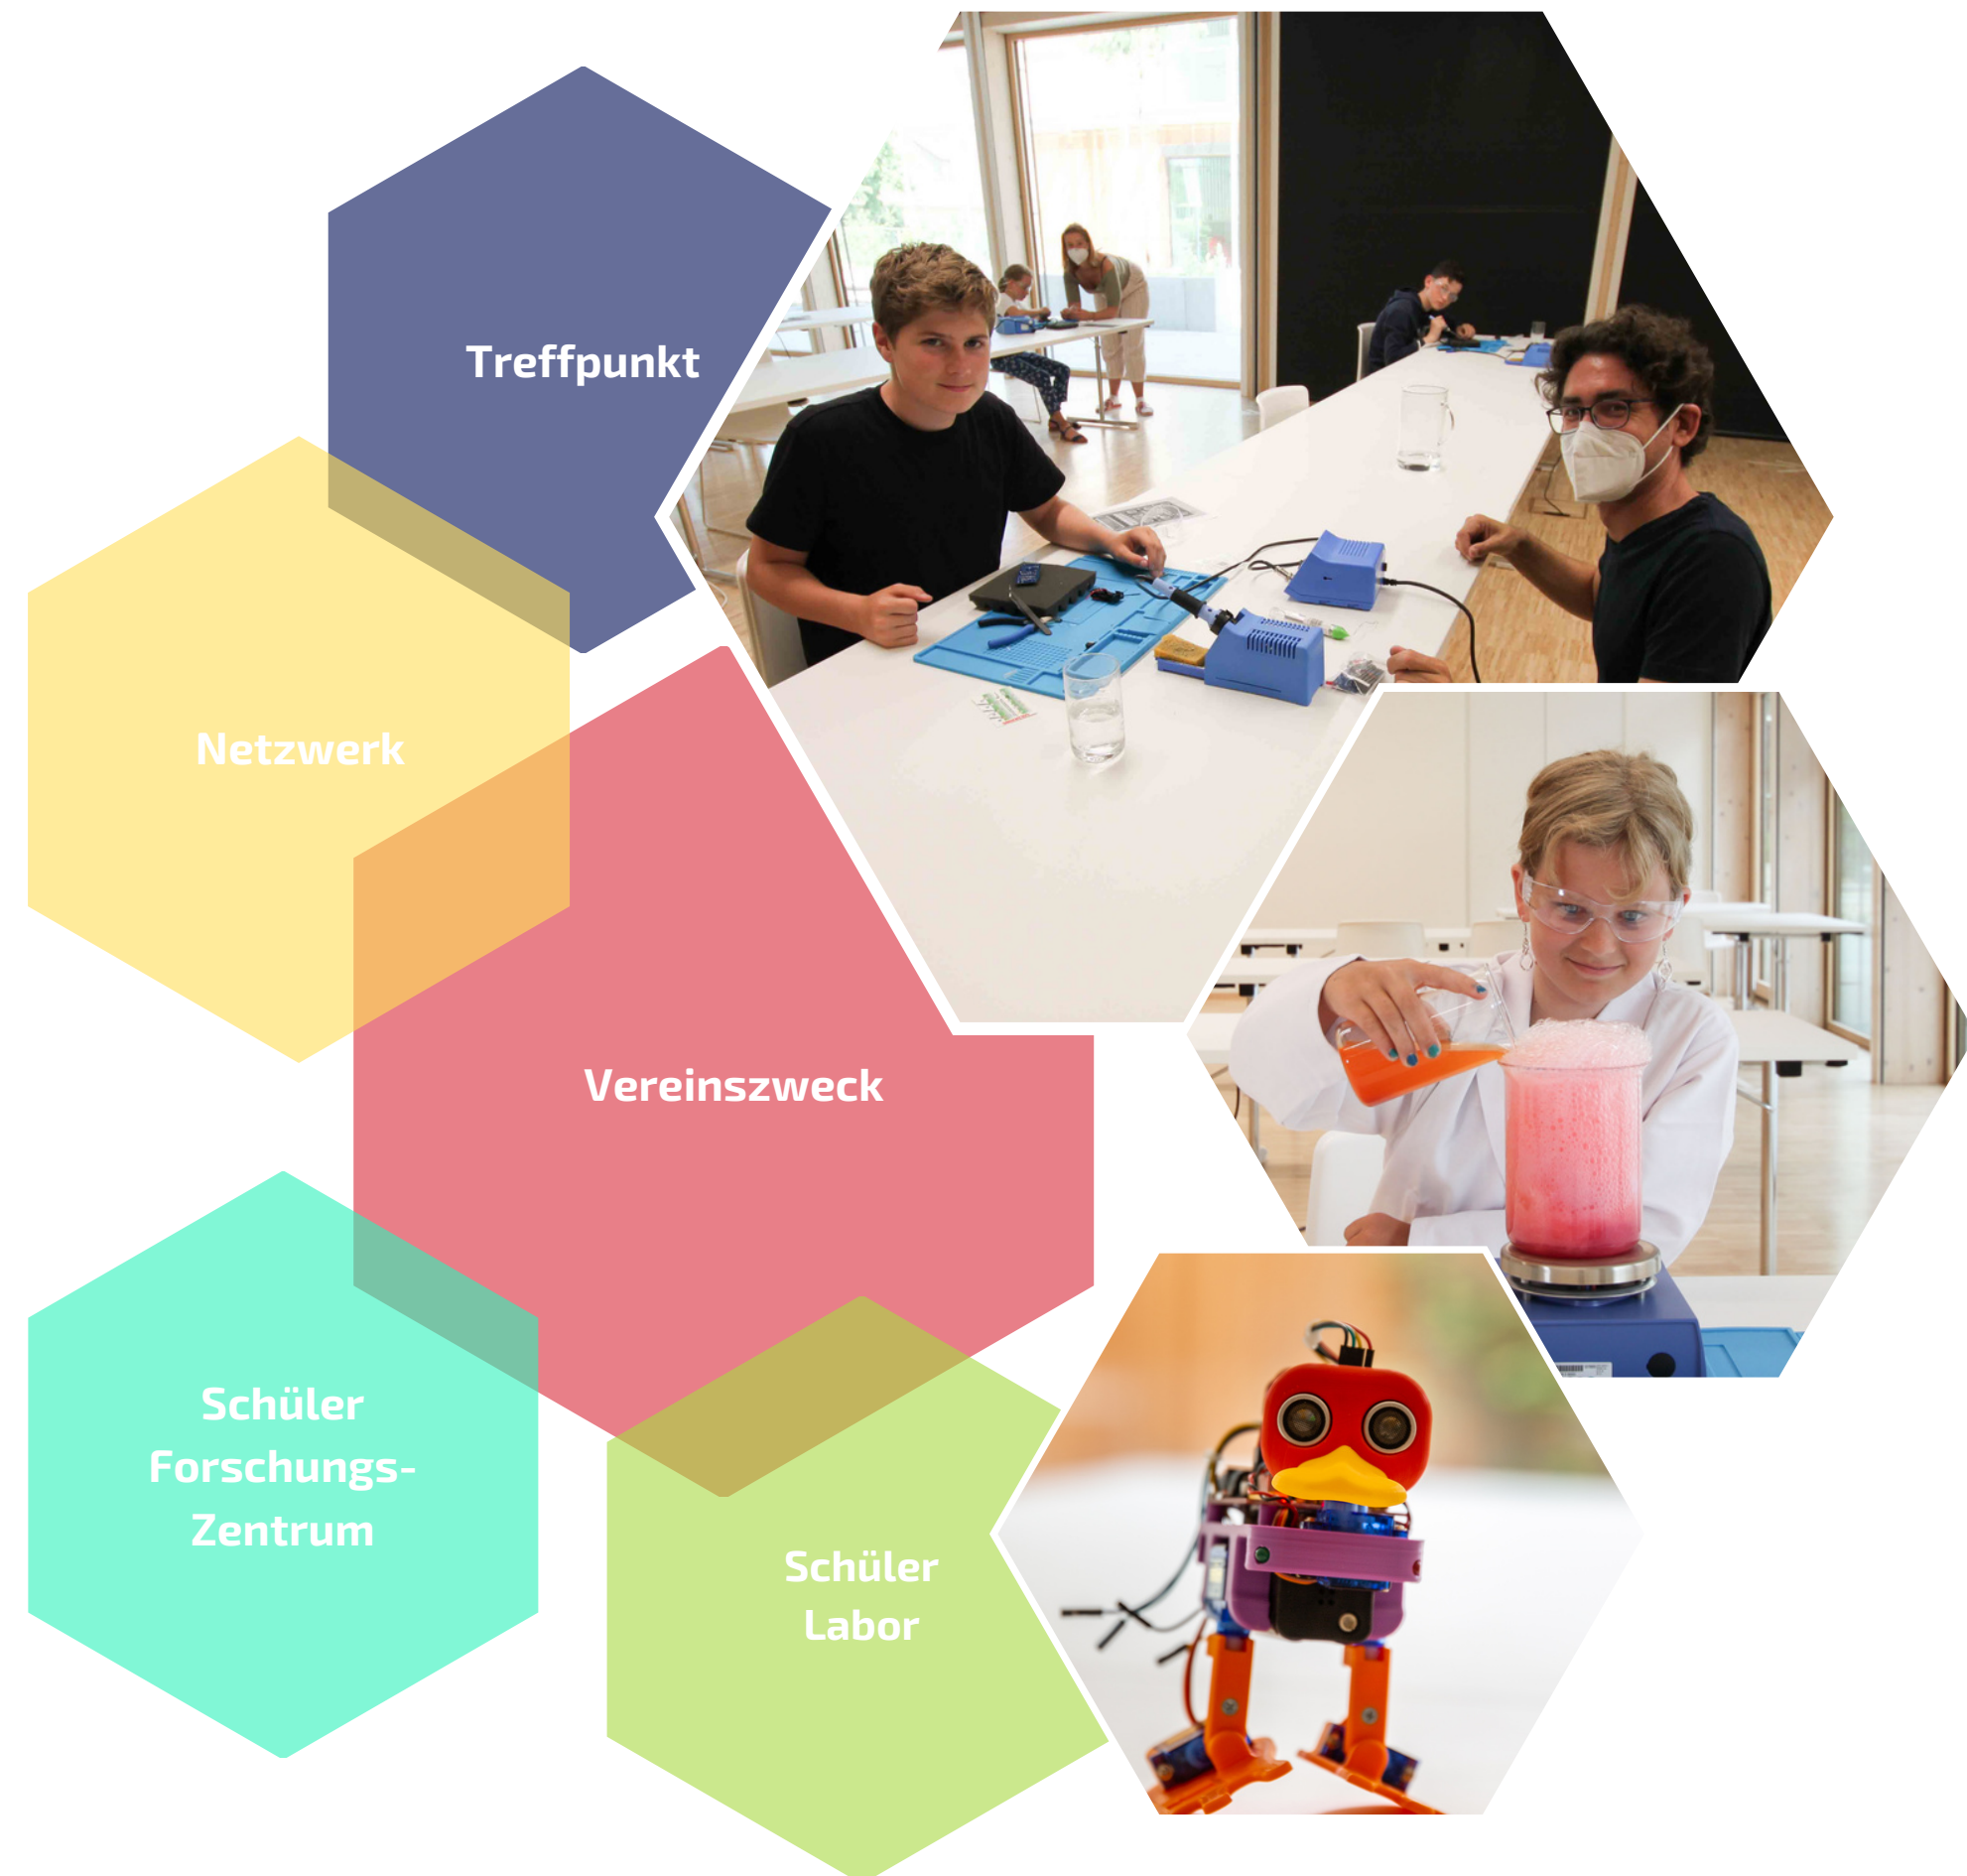 Treffpunkt
Netzwerk
Vereinszweck
Schüler
Forschungs-
Zentrum
Schüler
Labor